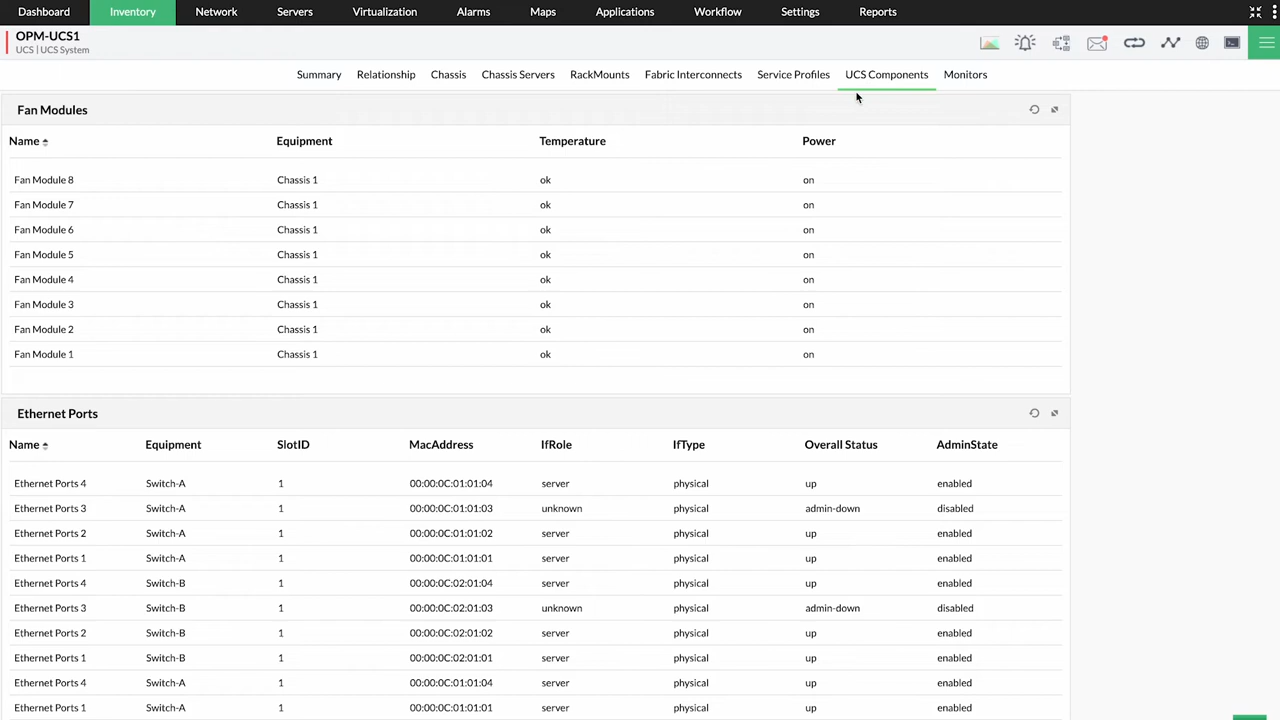 Dashboard Inventory Network Servers Virtualization Alarms Maps Applications Workflow Settings Reports
OPM-UCS1
UCS | UCS System
Summary Relationship Chassis Chassis Servers RackMounts Fabric Interconnects Service Profiles UCS Components Monitors
Fan Modules
Name Equipment Temperature Power
Fan Module 8 Chassis 1 ok on
Fan Module 7 Chassis 1 ok on
Fan Module 6 Chassis 1 ok on
Fan Module 5 Chassis 1 ok on
Fan Module 4 Chassis 1 ok on
Fan Module 3 Chassis 1 ok on
Fan Module 2 Chassis 1 ok on
Fan Module 1 Chassis 1 ok on
Ethernet Ports
Name Equipment SlotID MacAddress IfRole IfType Overall Status AdminState
Ethernet Ports 4 Switch-A 1 00:00:0C:01:01:04 server physical up enabled
Ethernet Ports 3 Switch-A 1 00:00:0C:01:01:03 unknown physical admin-down disabled
Ethernet Ports 2 Switch-A 1 00:00:0C:01:01:02 server physical up enabled
Ethernet Ports 1 Switch-A 1 00:00:0C:01:01:01 server physical up enabled
Ethernet Ports 4 Switch-B 1 00:00:0C:02:01:04 server physical up enabled
Ethernet Ports 3 Switch-B 1 00:00:0C:02:01:03 unknown physical admin-down disabled
Ethernet Ports 2 Switch-B 1 00:00:0C:02:01:02 server physical up enabled
Ethernet Ports 1 Switch-B 1 00:00:0C:02:01:01 server physical up enabled
Ethernet Ports 4 Switch-A 1 00:00:0C:01:01:04 server physical up enabled
Ethernet Ports 1 Switch-A 1 00:00:0C:01:01:01 server physical up enabled